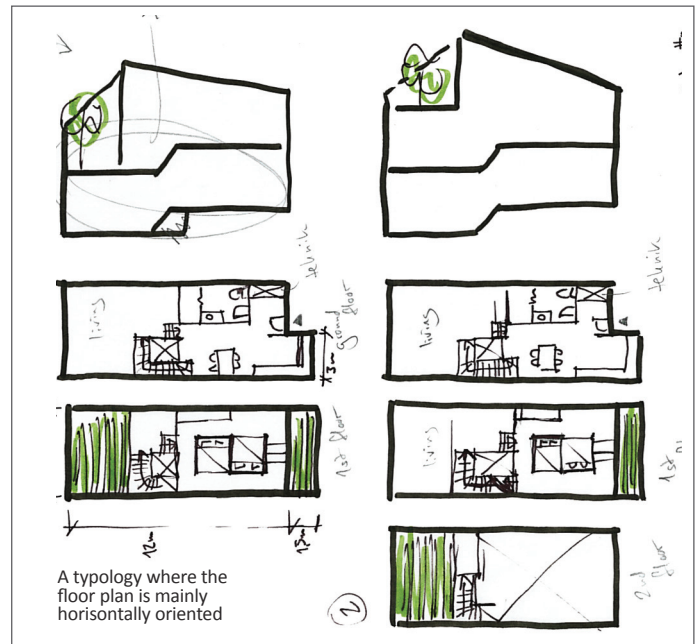 teknik
living
ground
floor
3m
1st floor
12m
1,5m
A typology where the
floor plan is mainly
horisontally oriented
teknik
living
living
1st
2nd
floor
2